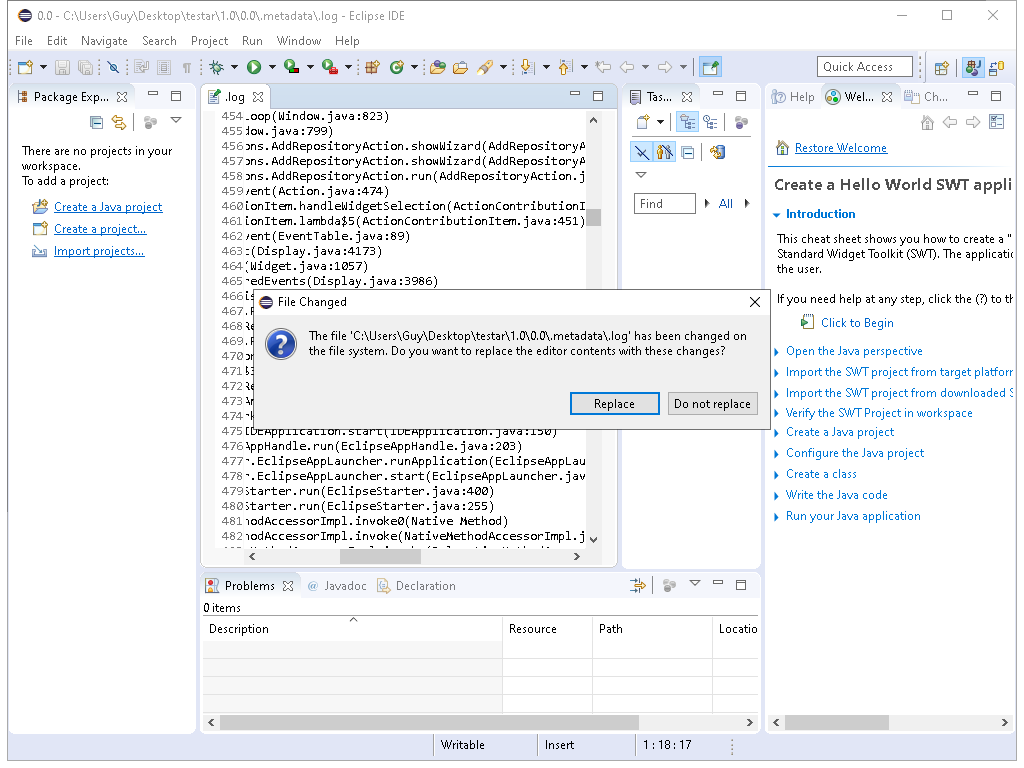 0.0 - C:\Users\Guy\Desktop\testar\1.0\0.0\.metadata\.log - Eclipse IDE
File Edit Navigate Search Project Run Window Help
Quick Access
Package Exp...
There are no projects in your
workspace.
To add a project:
Create a Java project
Create a project...
Import projects...
.log
454 .oop(Window.java:823)
455 dow.java:799)
456 ons.AddRepositoryAction.showWizard(AddRepositoryA
457 ons.AddRepositoryAction.showWizard(AddRepositoryA
458 ons.AddRepositoryAction.run(AddRepositoryAction.j
459 vent(Action.java:474)
460 ionItem.handleWidgetSelection(ActionContributionI
461 ionItem.lambda$5(ActionContributionItem.java:451)
462 vent(EventTable.java:89)
463 t(Display.java:4173)
464 (Widget.java:1057)
465 redEvents(Display.java:3986)
466
467
468
469
470
471
472
473
474
475 IDEApplication.start(IDEApplication.java:150)
476 AppHandle.run(EclipseAppHandle.java:203)
477 r.EclipseAppLauncher.runApplication(EclipseAppLau
478 r.EclipseAppLauncher.start(EclipseAppLauncher.jav
479 Starter.run(EclipseStarter.java:400)
480 Starter.run(EclipseStarter.java:255)
481 hodAccessorImpl.invoke0(Native Method)
482 hodAccessorImpl.invoke(NativeMethodAccessorImpl.j
File Changed
The file 'C:\Users\Guy\Desktop\testar\1.0\0.0\.metadata\.log' has been changed on
the file system. Do you want to replace the editor contents with these changes?
Replace Do not replace
Tas...
Find All
Help Wel... Ch...
Restore Welcome
Create a Hello World SWT appli
Introduction
This cheat sheet shows you how to create a "
Standard Widget Toolkit (SWT). The applicatio
the user.
If you need help at any step, click the (?) to th
Click to Begin
Open the Java perspective
Import the SWT project from target platform
Import the SWT project from downloaded S
Verify the SWT Project in workspace
Create a Java project
Configure the Java project
Create a class
Write the Java code
Run your Java application
Problems @ Javadoc Declaration
0 items
Description Resource Path Locatio
Writable Insert 1 : 18 : 17